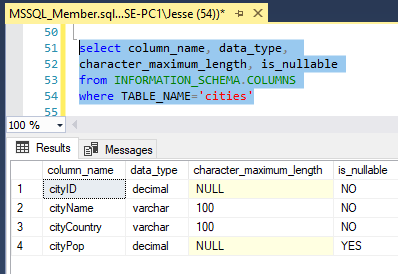 MSSQL_Member.sql...SE-PC1\Jesse (54))*
50
51 select column_name, data_type,
52 character_maximum_length, is_nullable
53 from INFORMATION_SCHEMA.COLUMNS
54 where TABLE_NAME='cities'
55
100 %
Results Messages
column_name data_type character_maximum_length is_nullable
1 cityID decimal NULL NO
2 cityName varchar 100 NO
3 cityCountry varchar 100 NO
4 cityPop decimal NULL YES